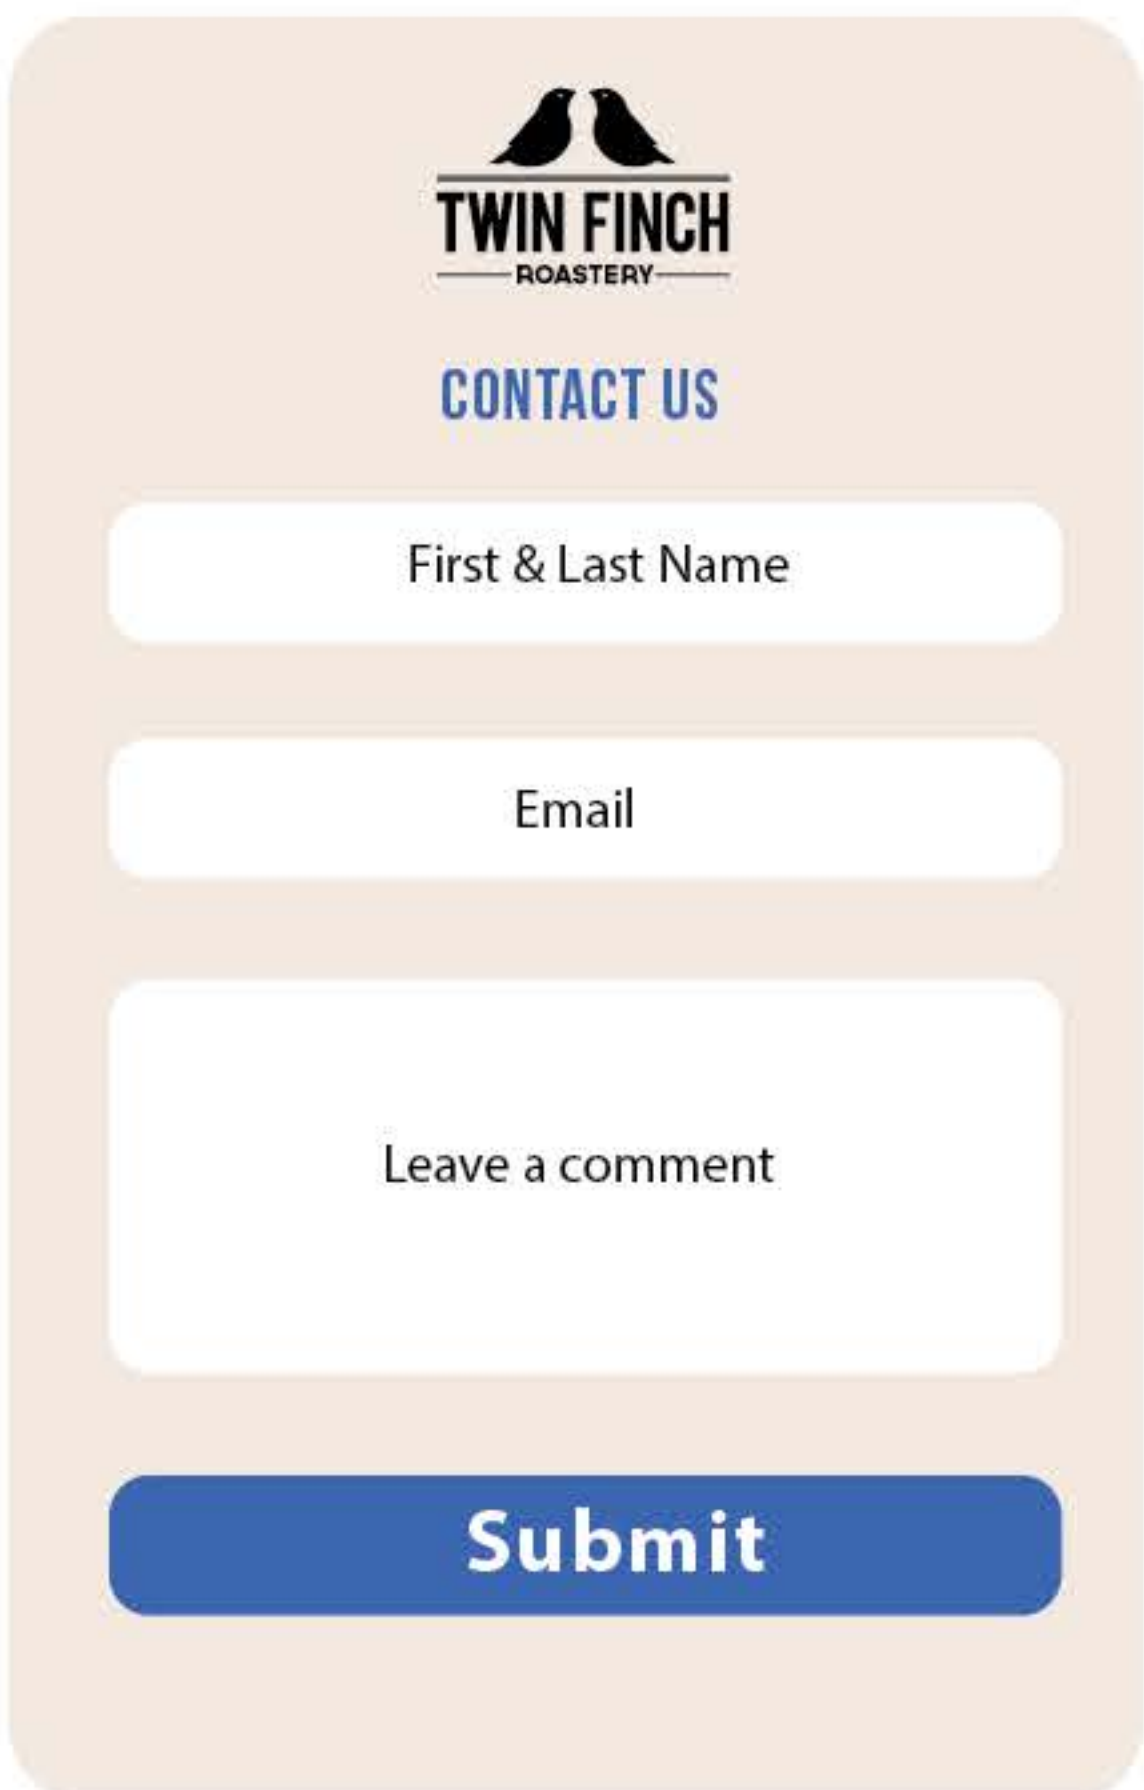 TWIN FINCH
ROASTERY
CONTACT US
First & Last Name
Email
Leave a comment
Submit